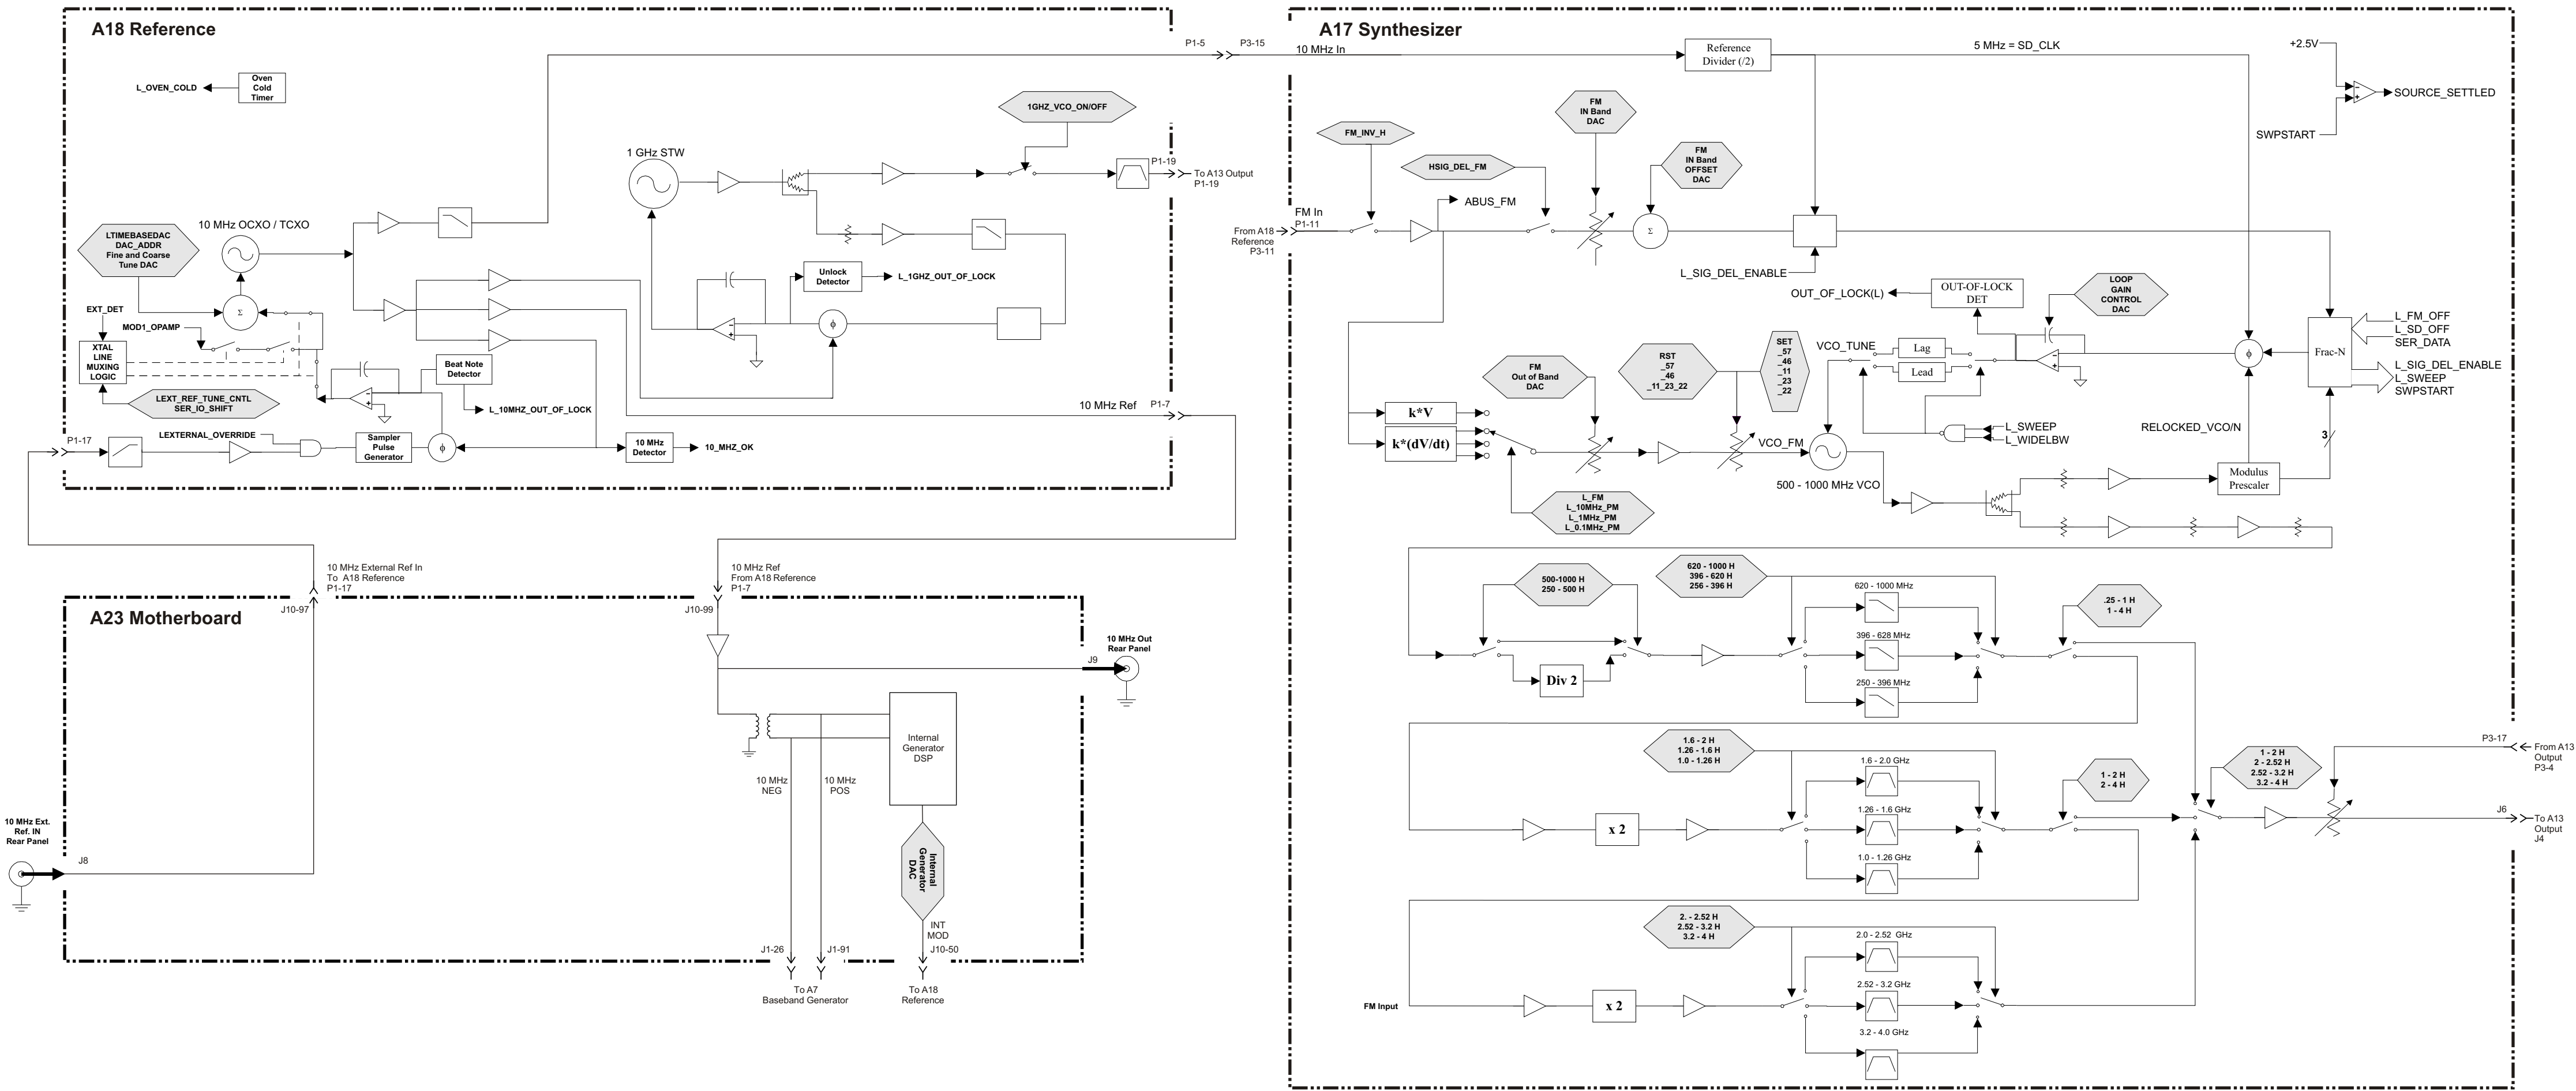 A18 Reference
L_OVEN_COLD
Oven
Cold
Timer
P1-5
P3-15
1GHZ_VCO_ON/OFF
1 GHz STW
P1-19
To A13 Output
P1-19
10 MHz OCXO / TCXO
LTIMEBASEDAC
DAC_ADDR
Fine and Coarse
Tune DAC
Σ
EXT_DET
MOD1_OPAMP
XTAL
LINE
MUXING
LOGIC
LEXT_REF_TUNE_CNTL
SER_IO_SHIFT
Unlock
Detector
L_1GHZ_OUT_OF_LOCK
ϕ
Beat Note
Detector
L_10MHZ_OUT_OF_LOCK
P1-17
LEXTERNAL_OVERRIDE
Sampler
Pulse
Generator
ϕ
10 MHz
Detector
10_MHZ_OK
10 MHz Ref
P1-7
A17 Synthesizer
10 MHz In
Reference
Divider (/2)
5 MHz = SD_CLK
+2.5V
SOURCE_SETTLED
SWPSTART
FM_INV_H
HSIG_DEL_FM
FM
IN Band
DAC
FM
IN Band
OFFSET
DAC
ABUS_FM
FM In
P1-11
From A18
Reference
P3-11
Σ
L_SIG_DEL_ENABLE
OUT_OF_LOCK(L)
OUT-OF-LOCK
DET
LOOP
GAIN
CONTROL
DAC
VCO_TUNE
Lag
Lead
ϕ
Frac-N
L_FM_OFF
L_SD_OFF
SER_DATA
L_SIG_DEL_ENABLE
L_SWEEP
SWPSTART
FM
Out of Band
DAC
RST
_57
_46
_11_23_22
SET
_57
_46
_11
_23
_22
k*V
k*(dV/dt)
VCO_FM
L_SWEEP
L_WIDELBW
RELOCKED_VCO/N
3
500 - 1000 MHz VCO
Modulus
Prescaler
L_FM
L_10MHz_PM
L_1MHz_PM
L_0.1MHz_PM
500-1000 H
250 - 500 H
620 - 1000 H
396 - 620 H
256 - 396 H
620 - 1000 MHz
396 - 628 MHz
250 - 396 MHz
.25 - 1 H
1 - 4 H
Div 2
1.6 - 2 H
1.26 - 1.6 H
1.0 - 1.26 H
1.6 - 2.0 GHz
1.26 - 1.6 GHz
1.0 - 1.26 GHz
1 - 2 H
2 - 4 H
1 - 2 H
2 - 2.52 H
2.52 - 3.2 H
3.2 - 4 H
P3-17
From A13
Output
P3-4
J6
To A13
Output
J4
x 2
2. - 2.52 H
2.52 - 3.2 H
3.2 - 4 H
2.0 - 2.52 GHz
2.52 - 3.2 GHz
3.2 - 4.0 GHz
FM Input
x 2
10 MHz External Ref In
To A18 Reference
P1-17
J10-97
10 MHz Ref
From A18 Reference
P1-7
J10-99
A23 Motherboard
10 MHz Out
Rear Panel
J9
Internal
Generator
DSP
10 MHz
NEG
10 MHz
POS
Internal
Generator
DAC
INT
MOD
10 MHz Ext.
Ref. IN
Rear Panel
J8
J1-26
J1-91
J10-50
To A7
Baseband Generator
To A18
Reference